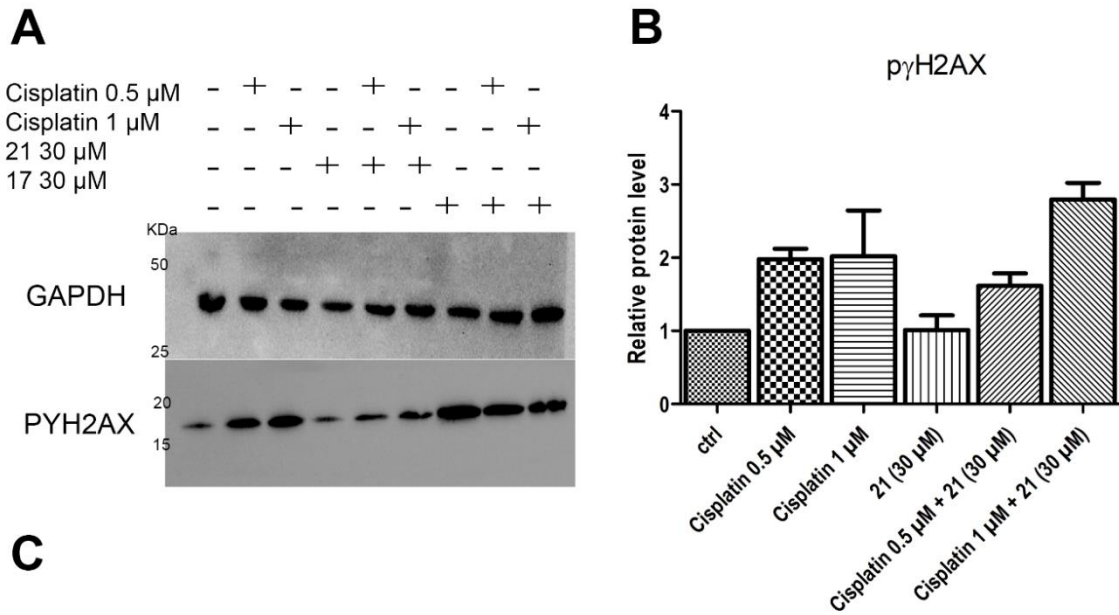 A
Cisplatin 0.5 µM - + - - + - - + -
Cisplatin 1 µM - - + - - + - - +
21 30 µM - - - + + + - - -
17 30 µM - - - - - - + + +
KDa
50
GAPDH
25
20
PYH2AX
15
B
pγH2AX
Relative protein level
4
3
2
1
0
ctrl
Cisplatin 0.5 µM
Cisplatin 1 µM
21 (30 µM)
Cisplatin 0.5 µM + 21 (30 µM)
Cisplatin 1 µM + 21 (30 µM)
C